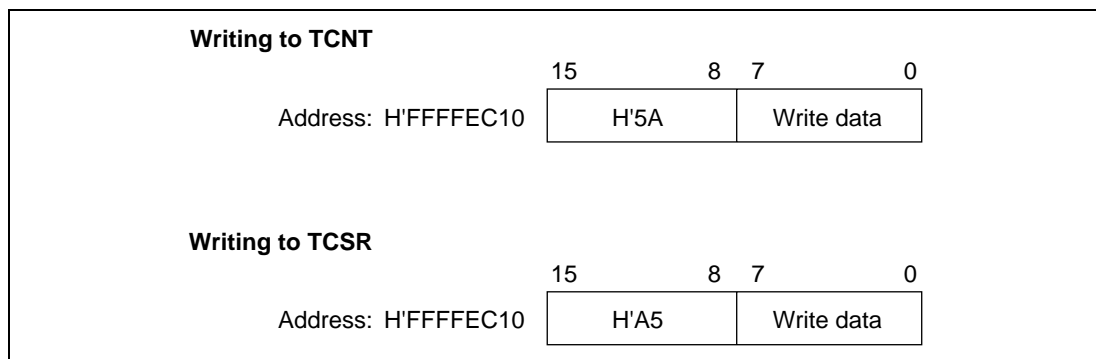 Writing to TCNT
15 8 7 0
Address: H'FFFFEC10 H'5A Write data
Writing to TCSR
15 8 7 0
Address: H'FFFFEC10 H'A5 Write data